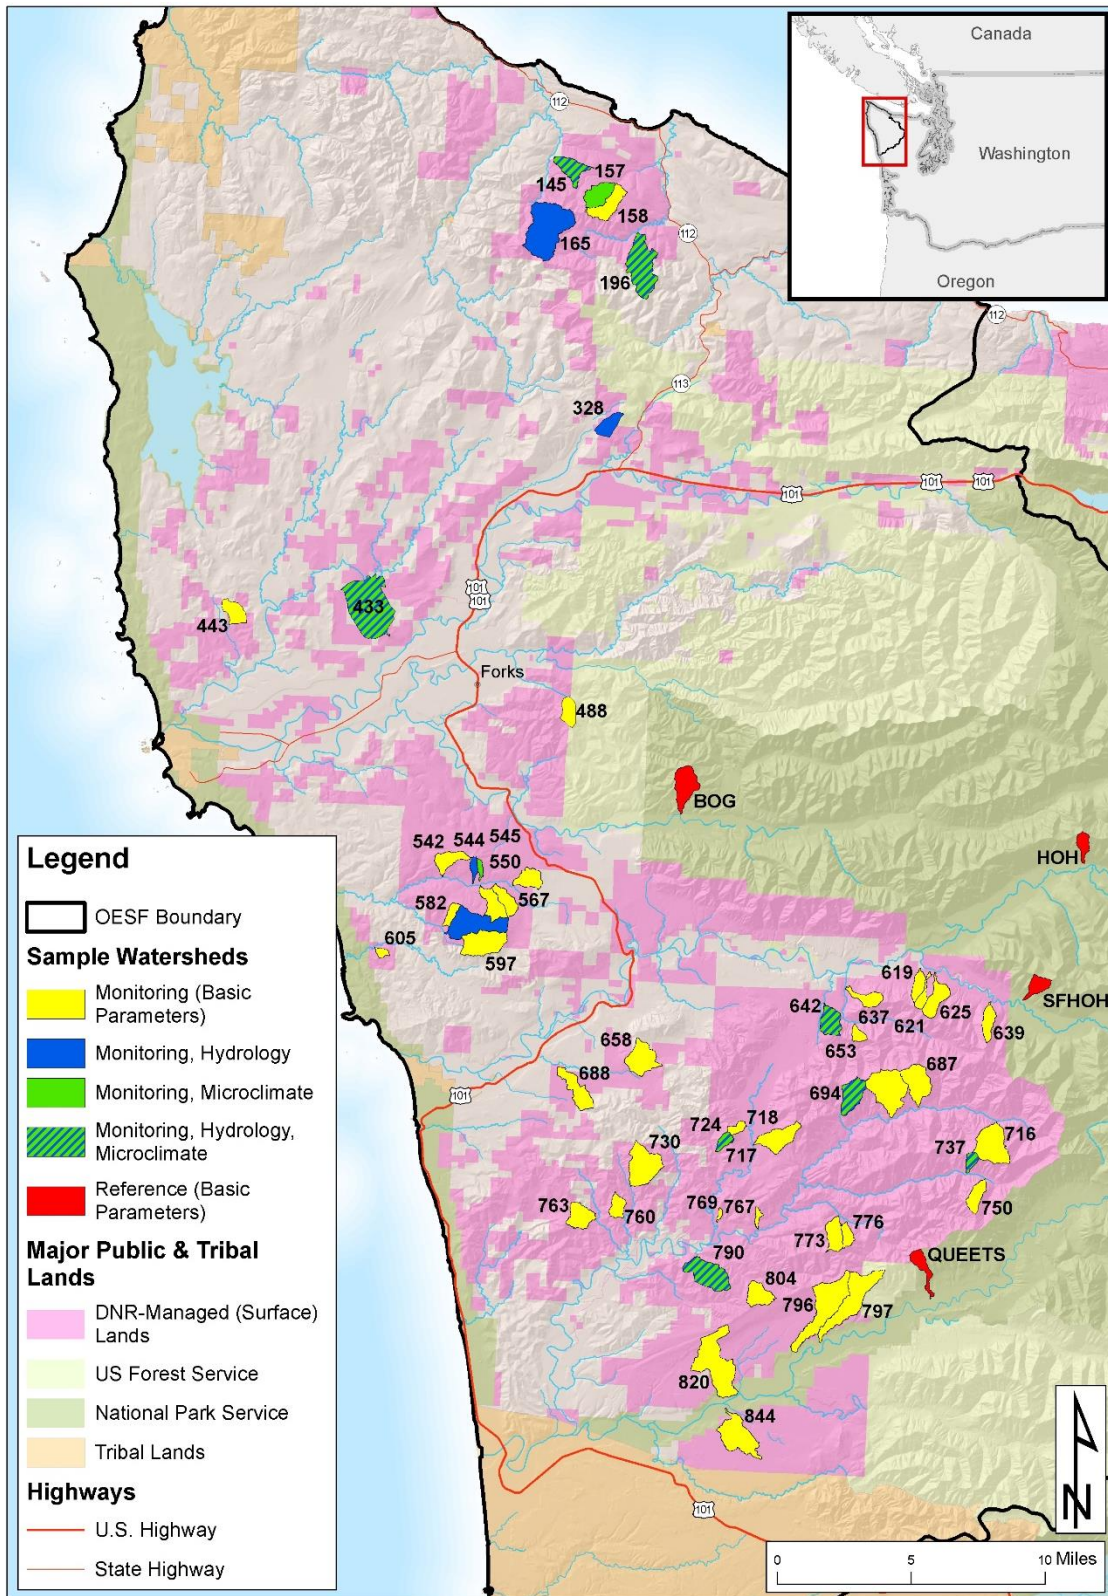 Canada
Washington
Oregon
112
157
145
158
165
112
196
112
113
328
101
101
101
101
101
433
443
Forks
488
BOG
HOH
545
542
544
550
567
582
605
597
619
SFHOH
642
637
621
625
639
653
658
687
688
694
101
724
718
717
716
730
737
763
760
769
767
750
776
773
790
QUEETS
804
796
797
820
844
101
Legend
OESF Boundary
Sample Watersheds
Monitoring (Basic
Parameters)
Monitoring, Hydrology
Monitoring, Microclimate
Monitoring, Hydrology,
Microclimate
Reference (Basic
Parameters)
Major Public & Tribal
Lands
DNR-Managed (Surface)
Lands
US Forest Service
National Park Service
Tribal Lands
Highways
U.S. Highway
State Highway
N
0 5 10 Miles